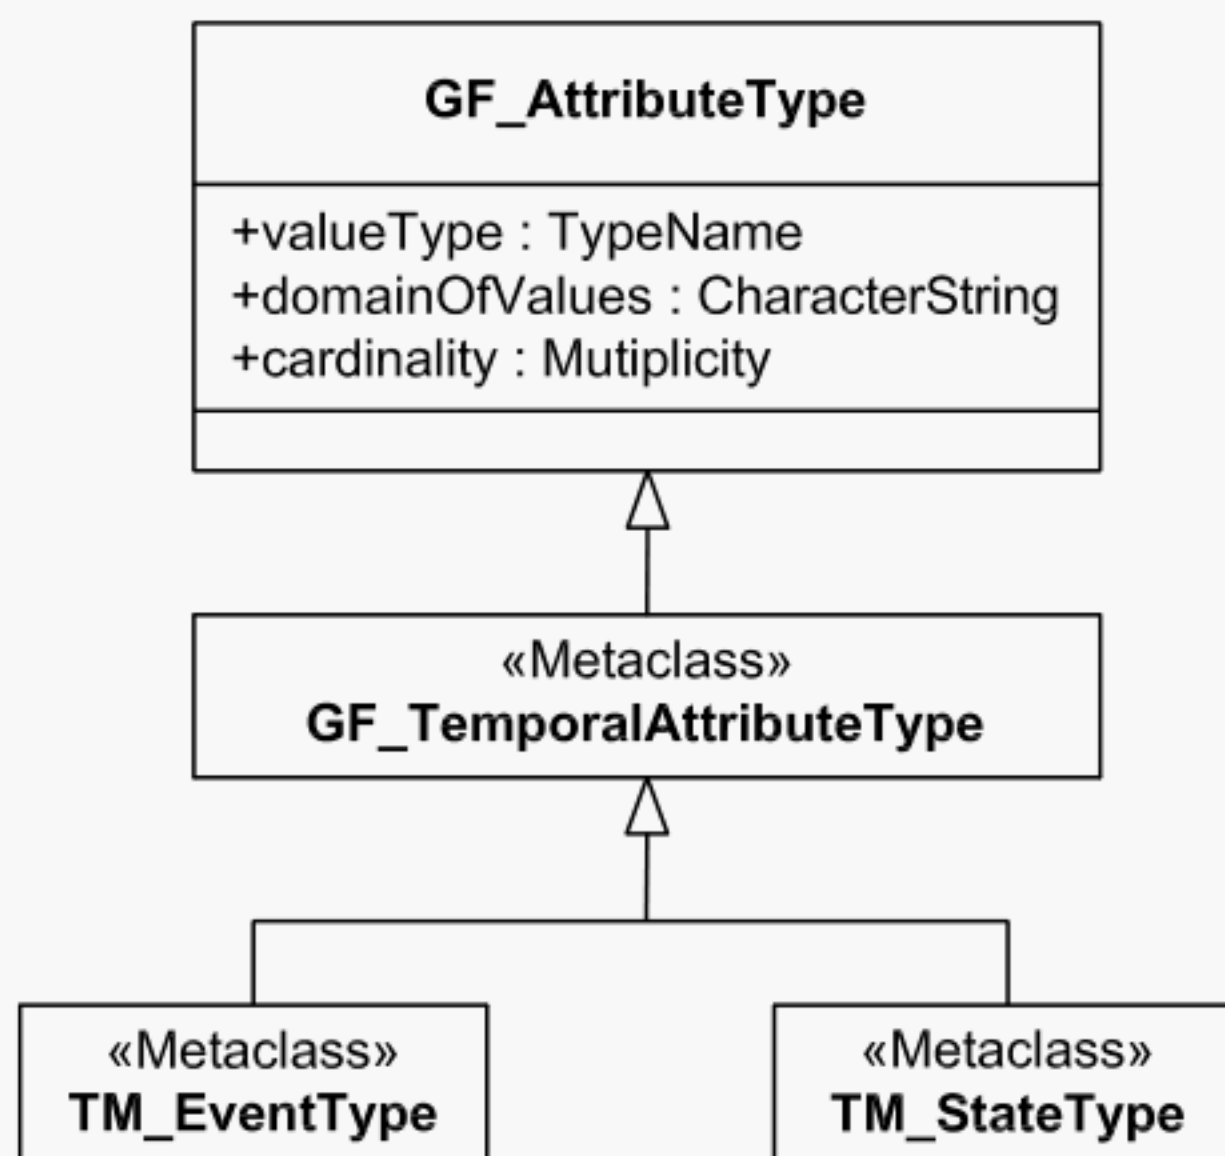 GF_AttributeType
+valueType : TypeName
+domainOfValues : CharacterString
+cardinality : Mutiplicity
«Metaclass»
GF_TemporalAttributeType
«Metaclass»
TM_EventType
«Metaclass»
TM_StateType